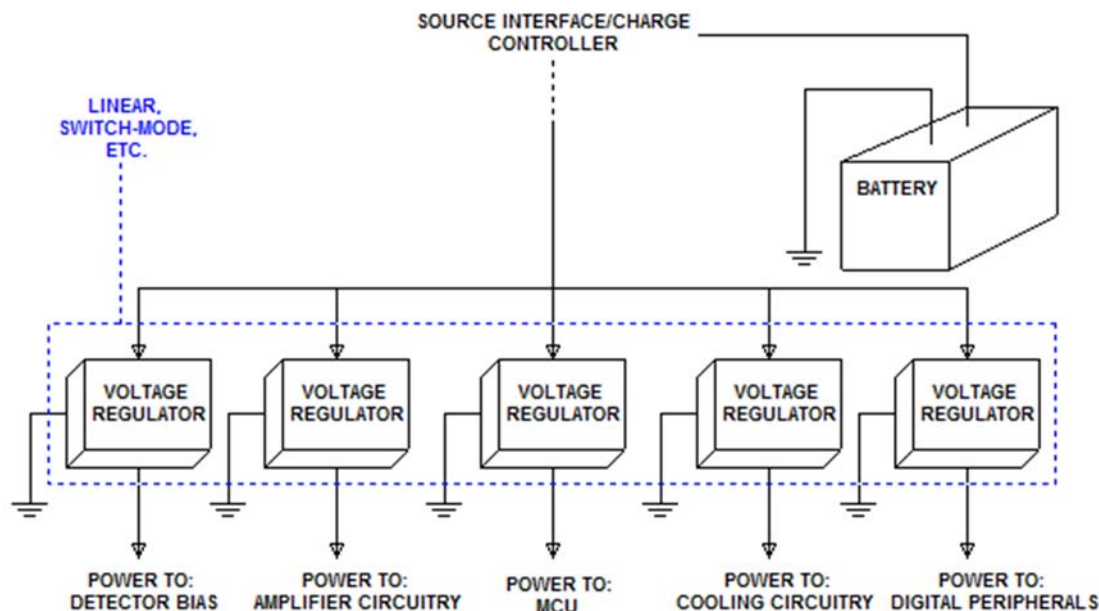 SOURCE INTERFACE/CHARGE
CONTROLLER
LINEAR,
SWITCH-MODE,
ETC.
BATTERY
VOLTAGE
REGULATOR
VOLTAGE
REGULATOR
VOLTAGE
REGULATOR
VOLTAGE
REGULATOR
VOLTAGE
REGULATOR
POWER TO:
DETECTOR BIAS
POWER TO:
AMPLIFIER CIRCUITRY
POWER TO:
MCU
POWER TO:
COOLING CIRCUITRY
POWER TO:
DIGITAL PERIPHERALS